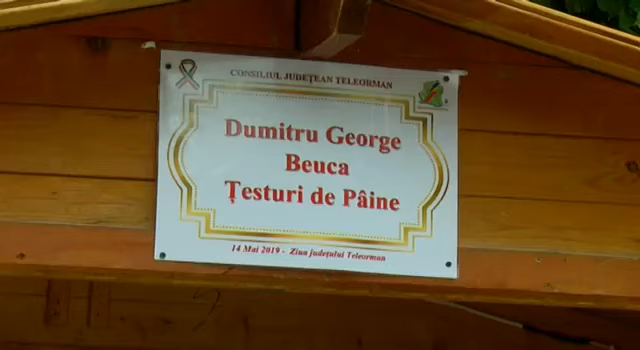 CONSILIUL JUDEȚEAN TELEORMAN
Dumitru George
Beuca
Țesturi de Pâine
14 Mai 2019 - Ziua județului Teleorman